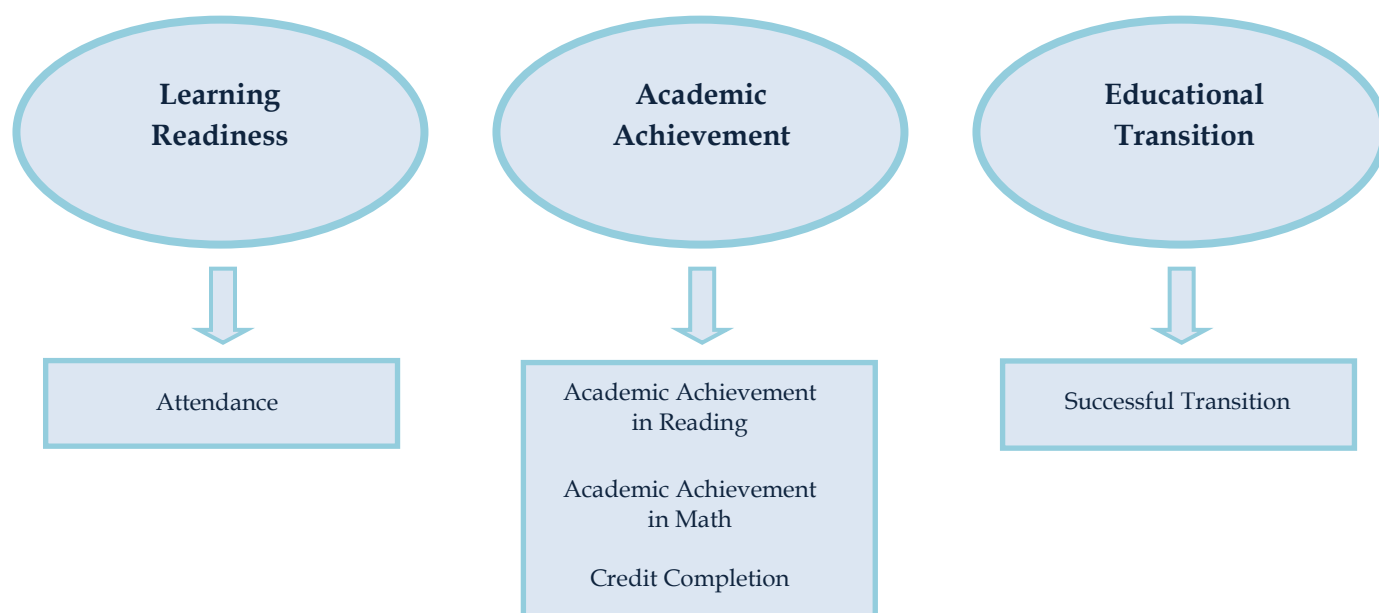 Learning
Readiness
Academic
Achievement
Educational
Transition
Attendance
Academic Achievement
in Reading
Academic Achievement
in Math
Credit Completion
Successful Transition